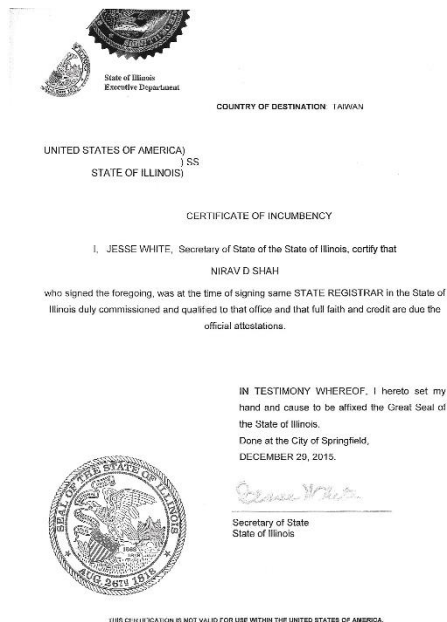 State of Illinois
Executive Department
COUNTRY OF DESTINATION: TAIWAN
UNITED STATES OF AMERICA)
) SS
STATE OF ILLINOIS)
CERTIFICATE OF INCUMBENCY
I, JESSE WHITE, Secretary of State of the State of Illinois, certify that
NIRAV D SHAH
who signed the foregoing, was at the time of signing same STATE REGISTRAR in the State of
Illinois duly commissioned and qualified to that office and that full faith and credit are due the
official attestations.
IN TESTIMONY WHEREOF, I hereto set my
hand and cause to be affixed the Great Seal of
the State of Illinois.
Done at the City of Springfield,
DECEMBER 29, 2015.
Jesse White
Secretary of State
State of Illinois
SEAL OF THE STATE OF ILLINOIS
AUG. 26TH 1818
THIS CERTIFICATION IS NOT VALID FOR USE WITHIN THE UNITED STATES OF AMERICA.